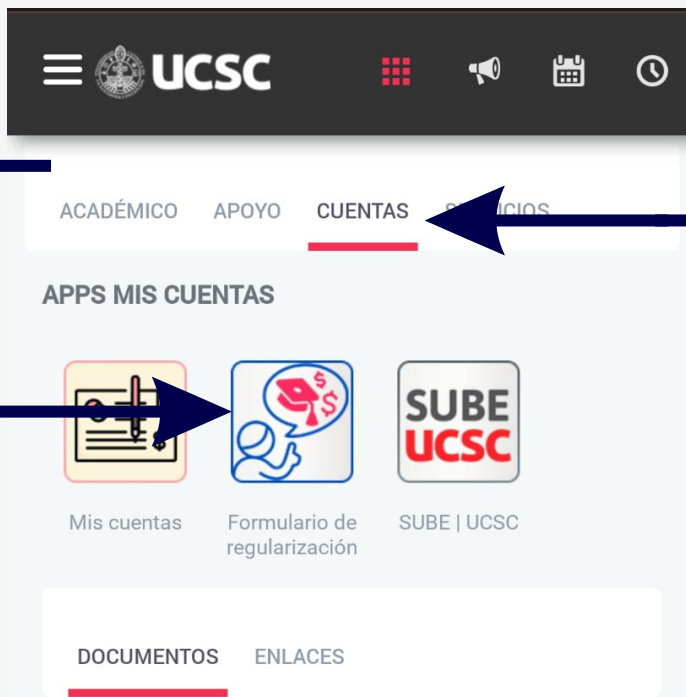 UCSC
ACADÉMICO APOYO CUENTAS
APPS MIS CUENTAS
SUBE
UCSC
Mis cuentas Formulario de regularización SUBE | UCSC
DOCUMENTOS ENLACES